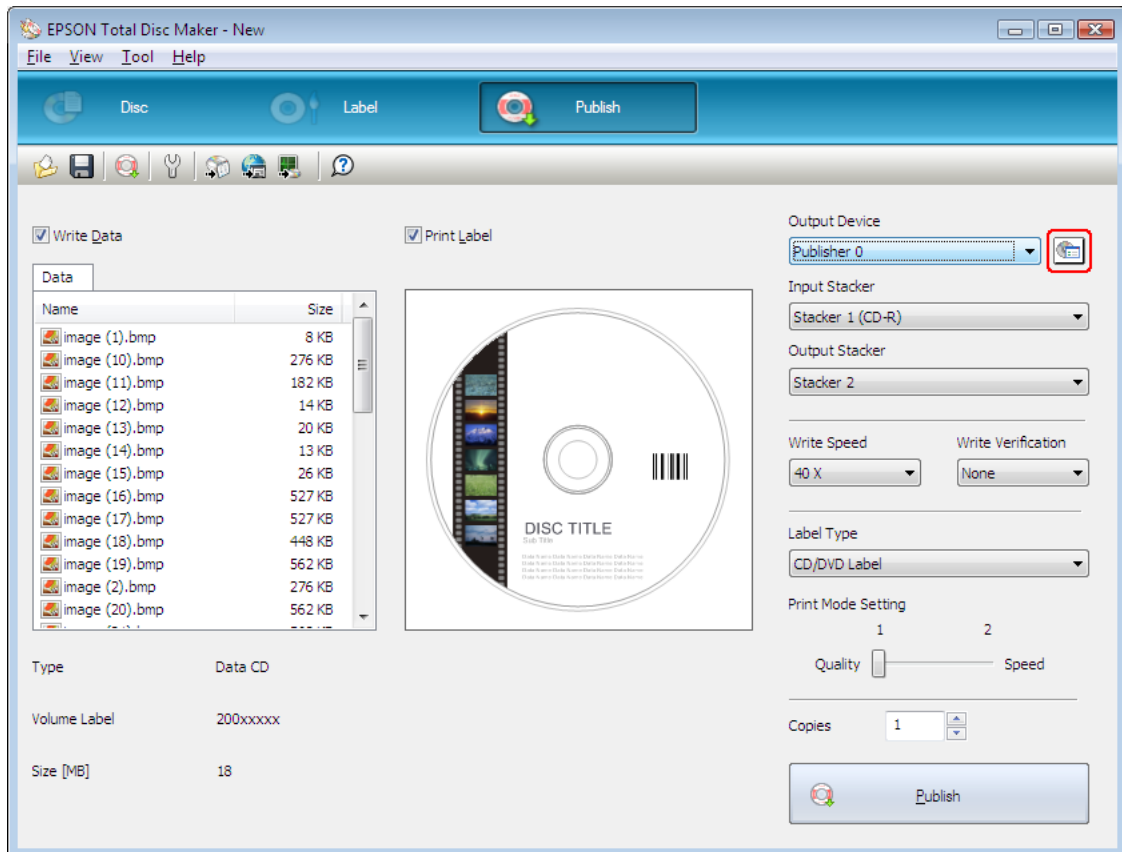 EPSON Total Disc Maker - New
File View Tool Help
Disc Label Publish
Write Data
Data
Name Size
image (1).bmp 8 KB
image (10).bmp 276 KB
image (11).bmp 182 KB
image (12).bmp 14 KB
image (13).bmp 20 KB
image (14).bmp 13 KB
image (15).bmp 26 KB
image (16).bmp 527 KB
image (17).bmp 527 KB
image (18).bmp 448 KB
image (19).bmp 562 KB
image (2).bmp 276 KB
image (20).bmp 562 KB
Type Data CD
Volume Label 200xxxxx
Size [MB] 18
Print Label
DISC TITLE
Sub Title
Output Device
Publisher 0
Input Stacker
Stacker 1 (CD-R)
Output Stacker
Stacker 2
Write Speed Write Verification
40 X None
Label Type
CD/DVD Label
Print Mode Setting
1 2
Quality Speed
Copies 1
Publish